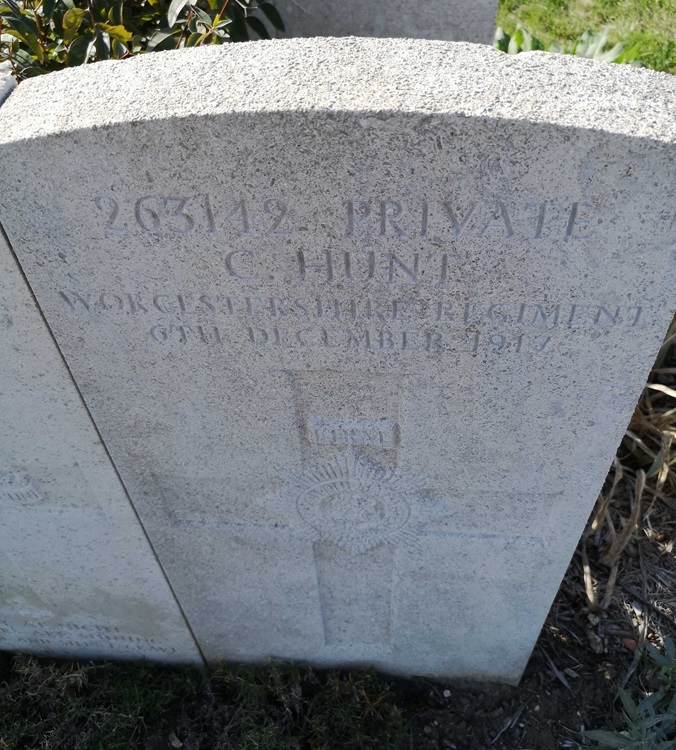 263142 PRIVATE
C. HUNT
WORCESTERSHIRE REGIMENT
6TH DECEMBER 1917
FIRM